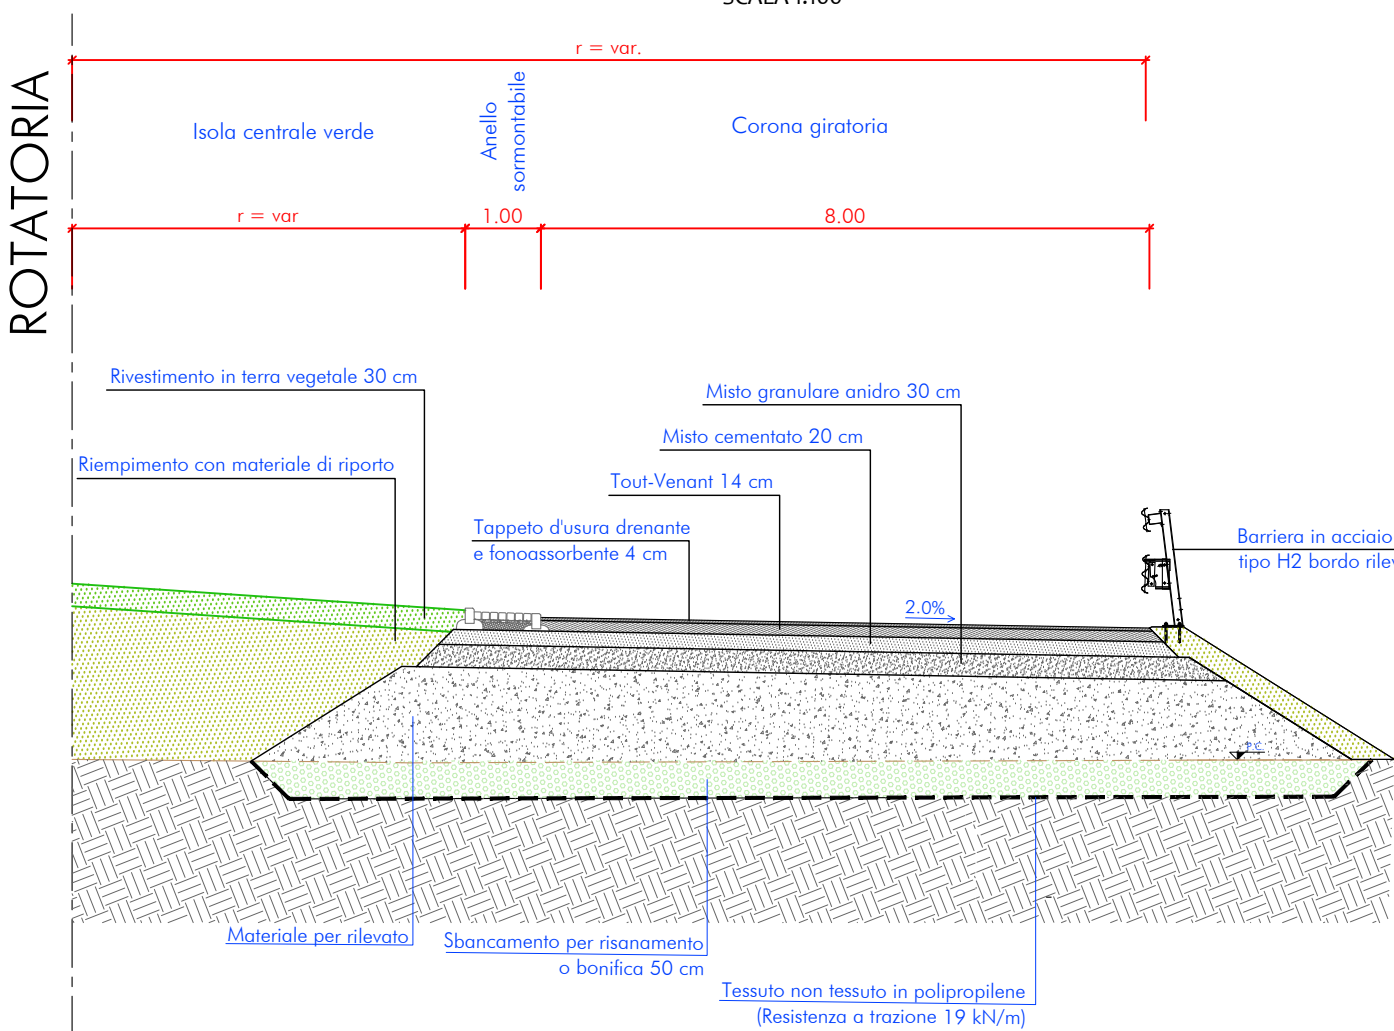 r = var.
ROTATORIA
Isola centrale verde
Anello
sormontabile
Corona giratoria
r = var
1.00
8.00
Rivestimento in terra vegetale 30 cm
Misto granulare anidro 30 cm
Misto cementato 20 cm
Riempimento con materiale di riporto
Tout-Venant 14 cm
Tappeto d'usura drenante
e fonoassorbente 4 cm
Barriera in acciaio
tipo H2 bordo
2.0%
Materiale per rilevato
Sbancamento per risanamento
o bonifica 50 cm
Tessuto non tessuto in polipropilene
(Resistenza a trazione 19 kN/m)